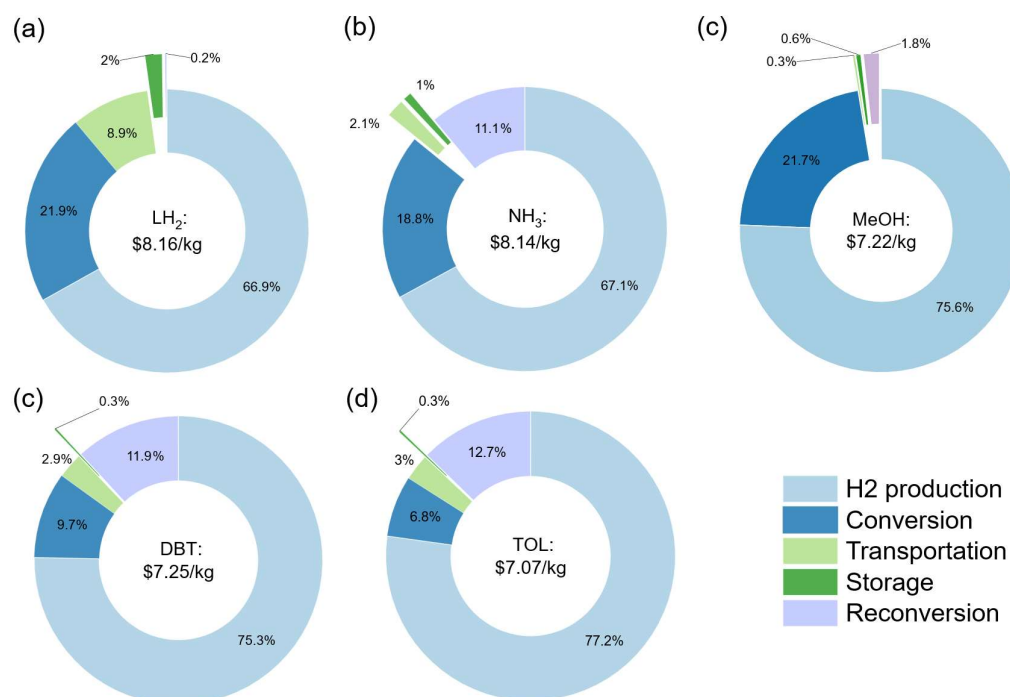 (a)
2%
0.2%
8.9%
21.9%
LH₂:
$8.16/kg
66.9%
(b)
1%
2.1%
11.1%
18.8%
NH₃:
$8.14/kg
67.1%
(c)
0.6%
0.3%
1.8%
21.7%
MeOH:
$7.22/kg
75.6%
(c)
0.3%
2.9%
11.9%
9.7%
DBT:
$7.25/kg
75.3%
(d)
0.3%
3%
12.7%
6.8%
TOL:
$7.07/kg
77.2%
H2 production
Conversion
Transportation
Storage
Reconversion